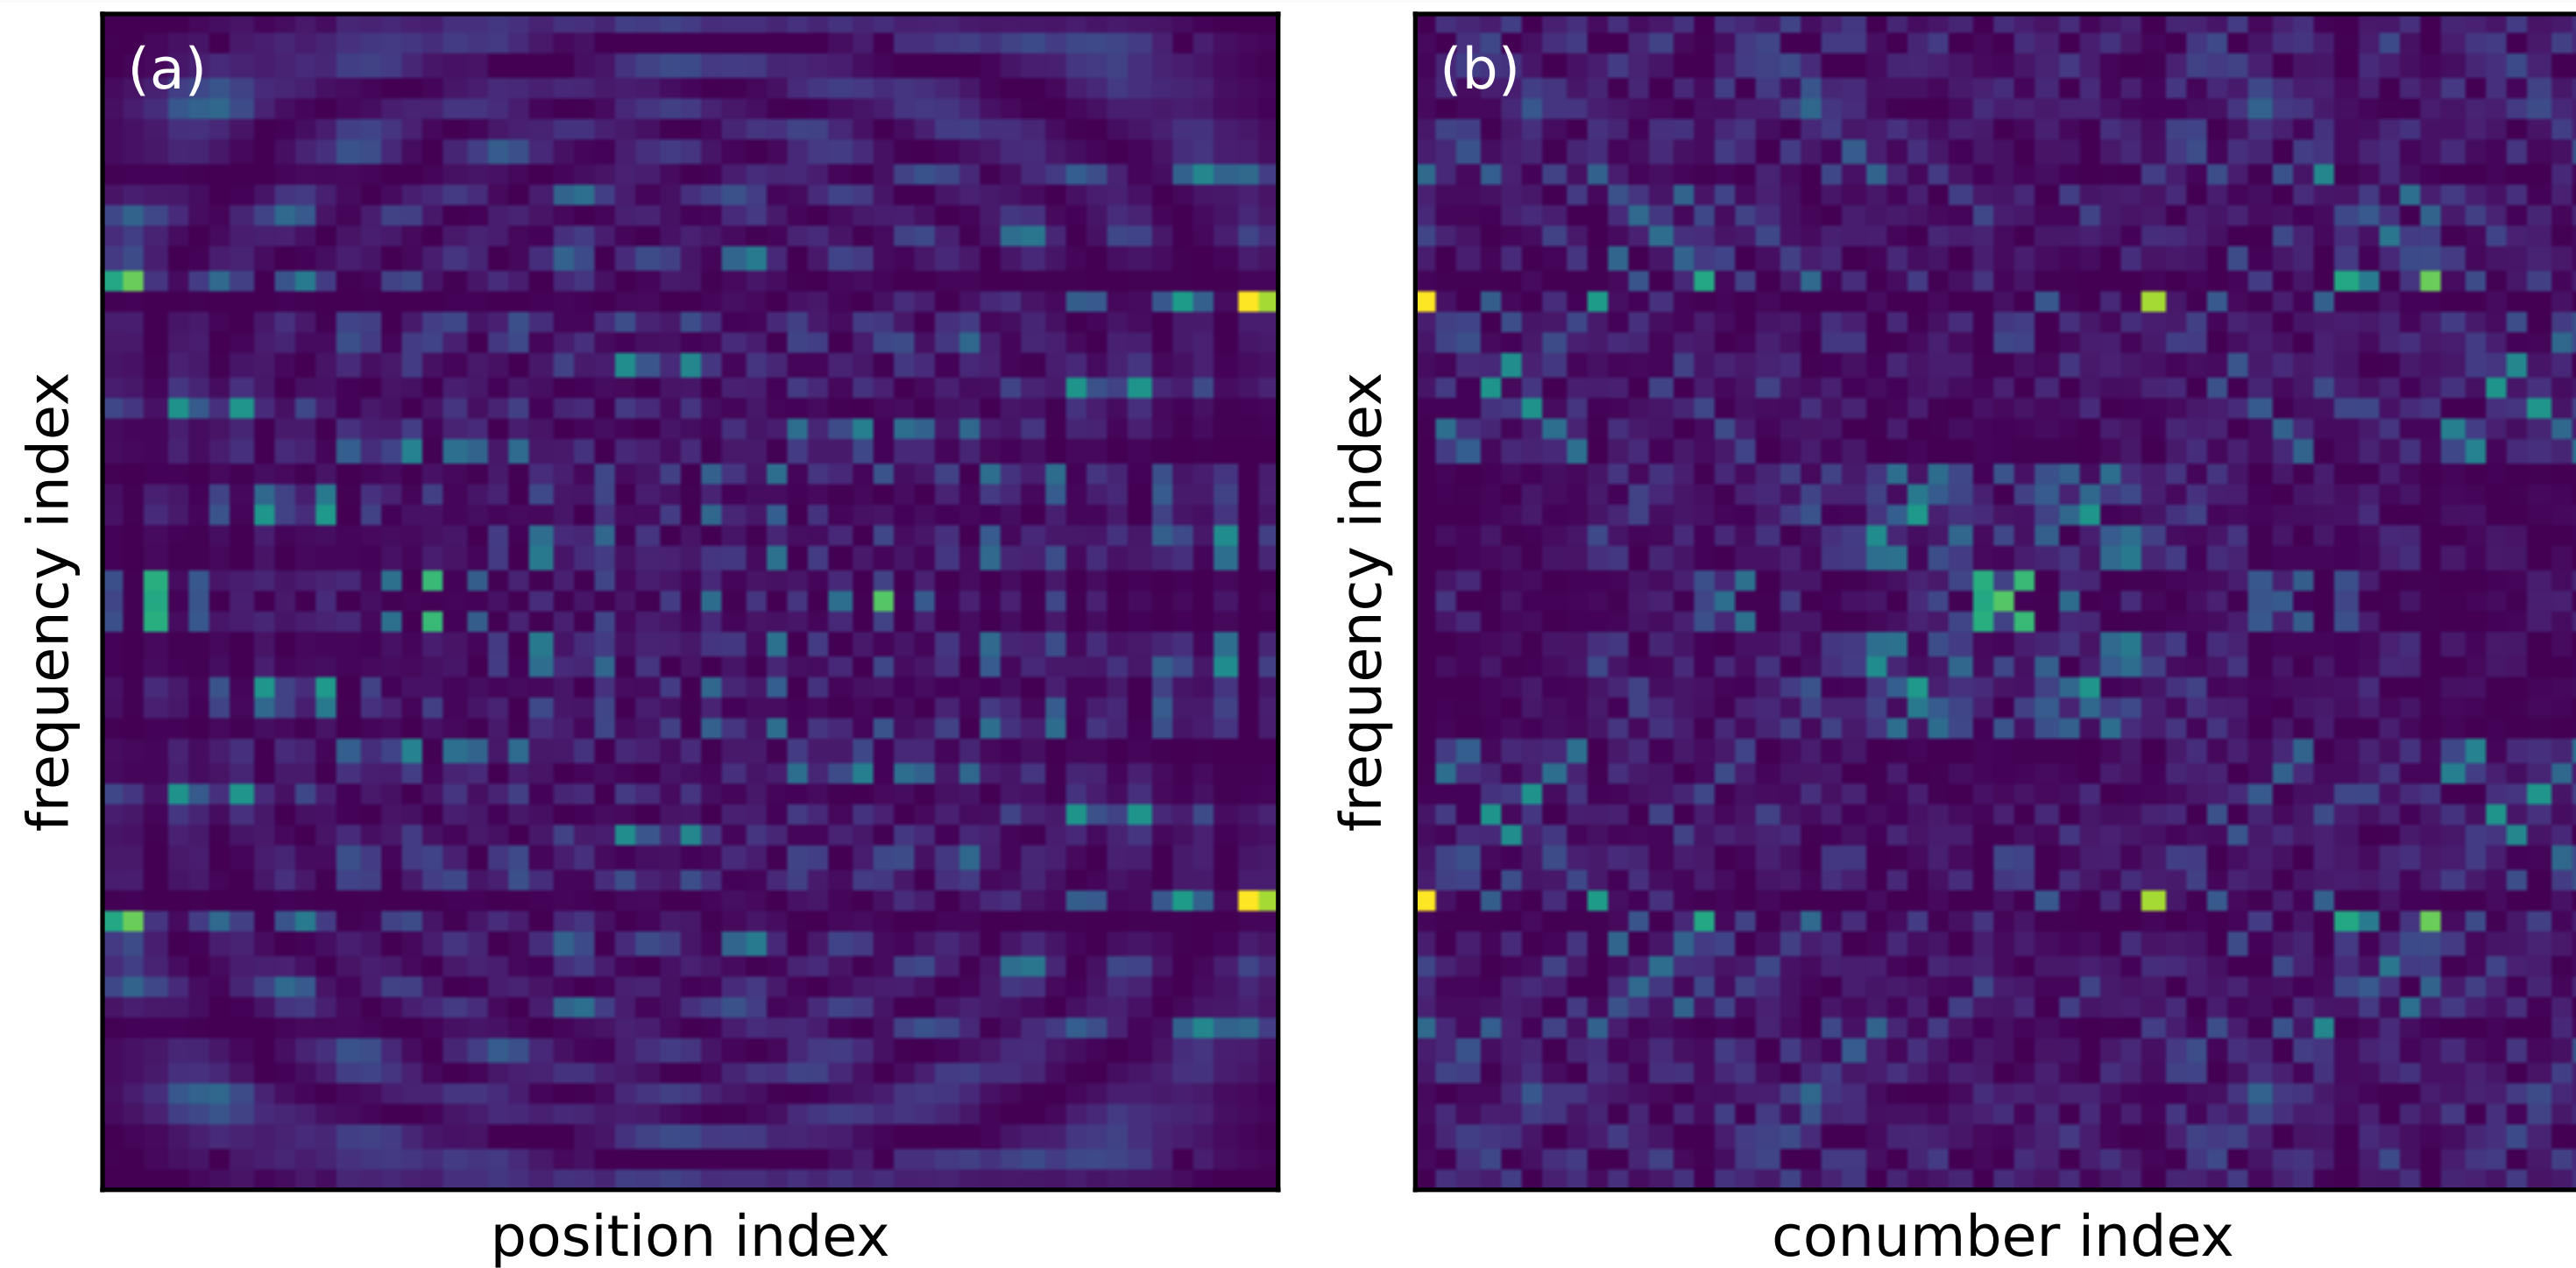 (a)
frequency index
position index
(b)
frequency index
conumber index